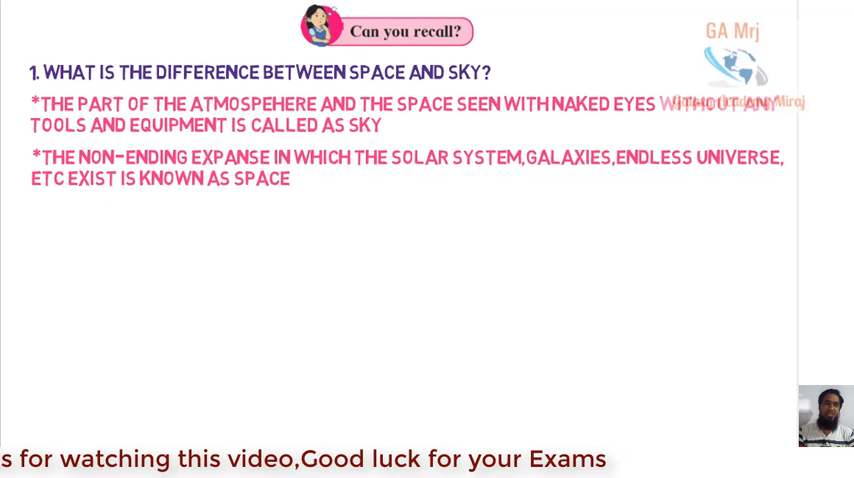 Can you recall?
GA Mrj
1. WHAT IS THE DIFFERENCE BETWEEN SPACE AND SKY?
*THE PART OF THE ATMOSPEHERE AND THE SPACE SEEN WITH NAKED EYES WITHOUT ANY
Miraj
TOOLS AND EQUIPMENT IS CALLED AS SKY
*THE NON-ENDING EXPANSE IN WHICH THE SOLAR SYSTEM,GALAXIES,ENDLESS UNIVERSE,
ETC EXIST IS KNOWN AS SPACE
s for watching this video,Good luck for your Exams